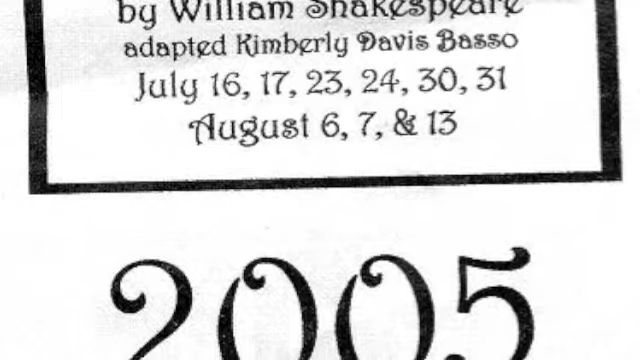 by William Shakespeare
adapted Kimberly Davis Basso
July 16, 17, 23, 24, 30, 31
August 6, 7, & 13
2005